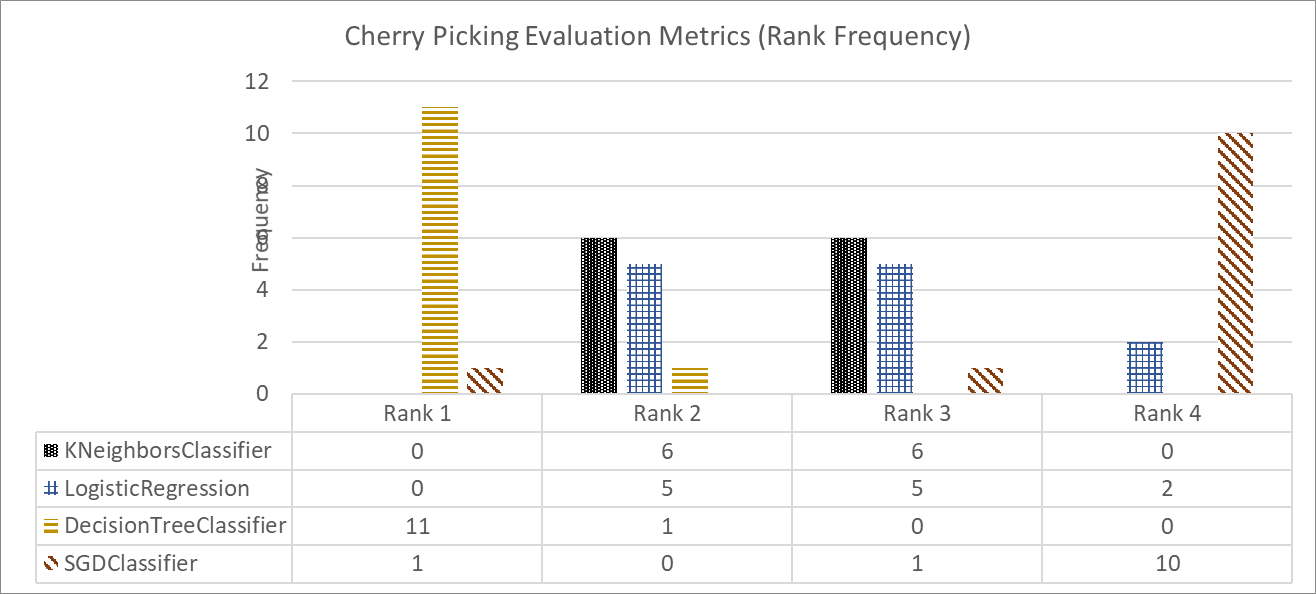 Cherry Picking Evaluation Metrics (Rank Frequency)
12
10
8
6
4
2
0
Frequency
Rank 1 Rank 2 Rank 3 Rank 4
KNeighborsClassifier 0 6 6 0
LogisticRegression 0 5 5 2
DecisionTreeClassifier 11 1 0 0
SGDClassifier 1 0 1 10